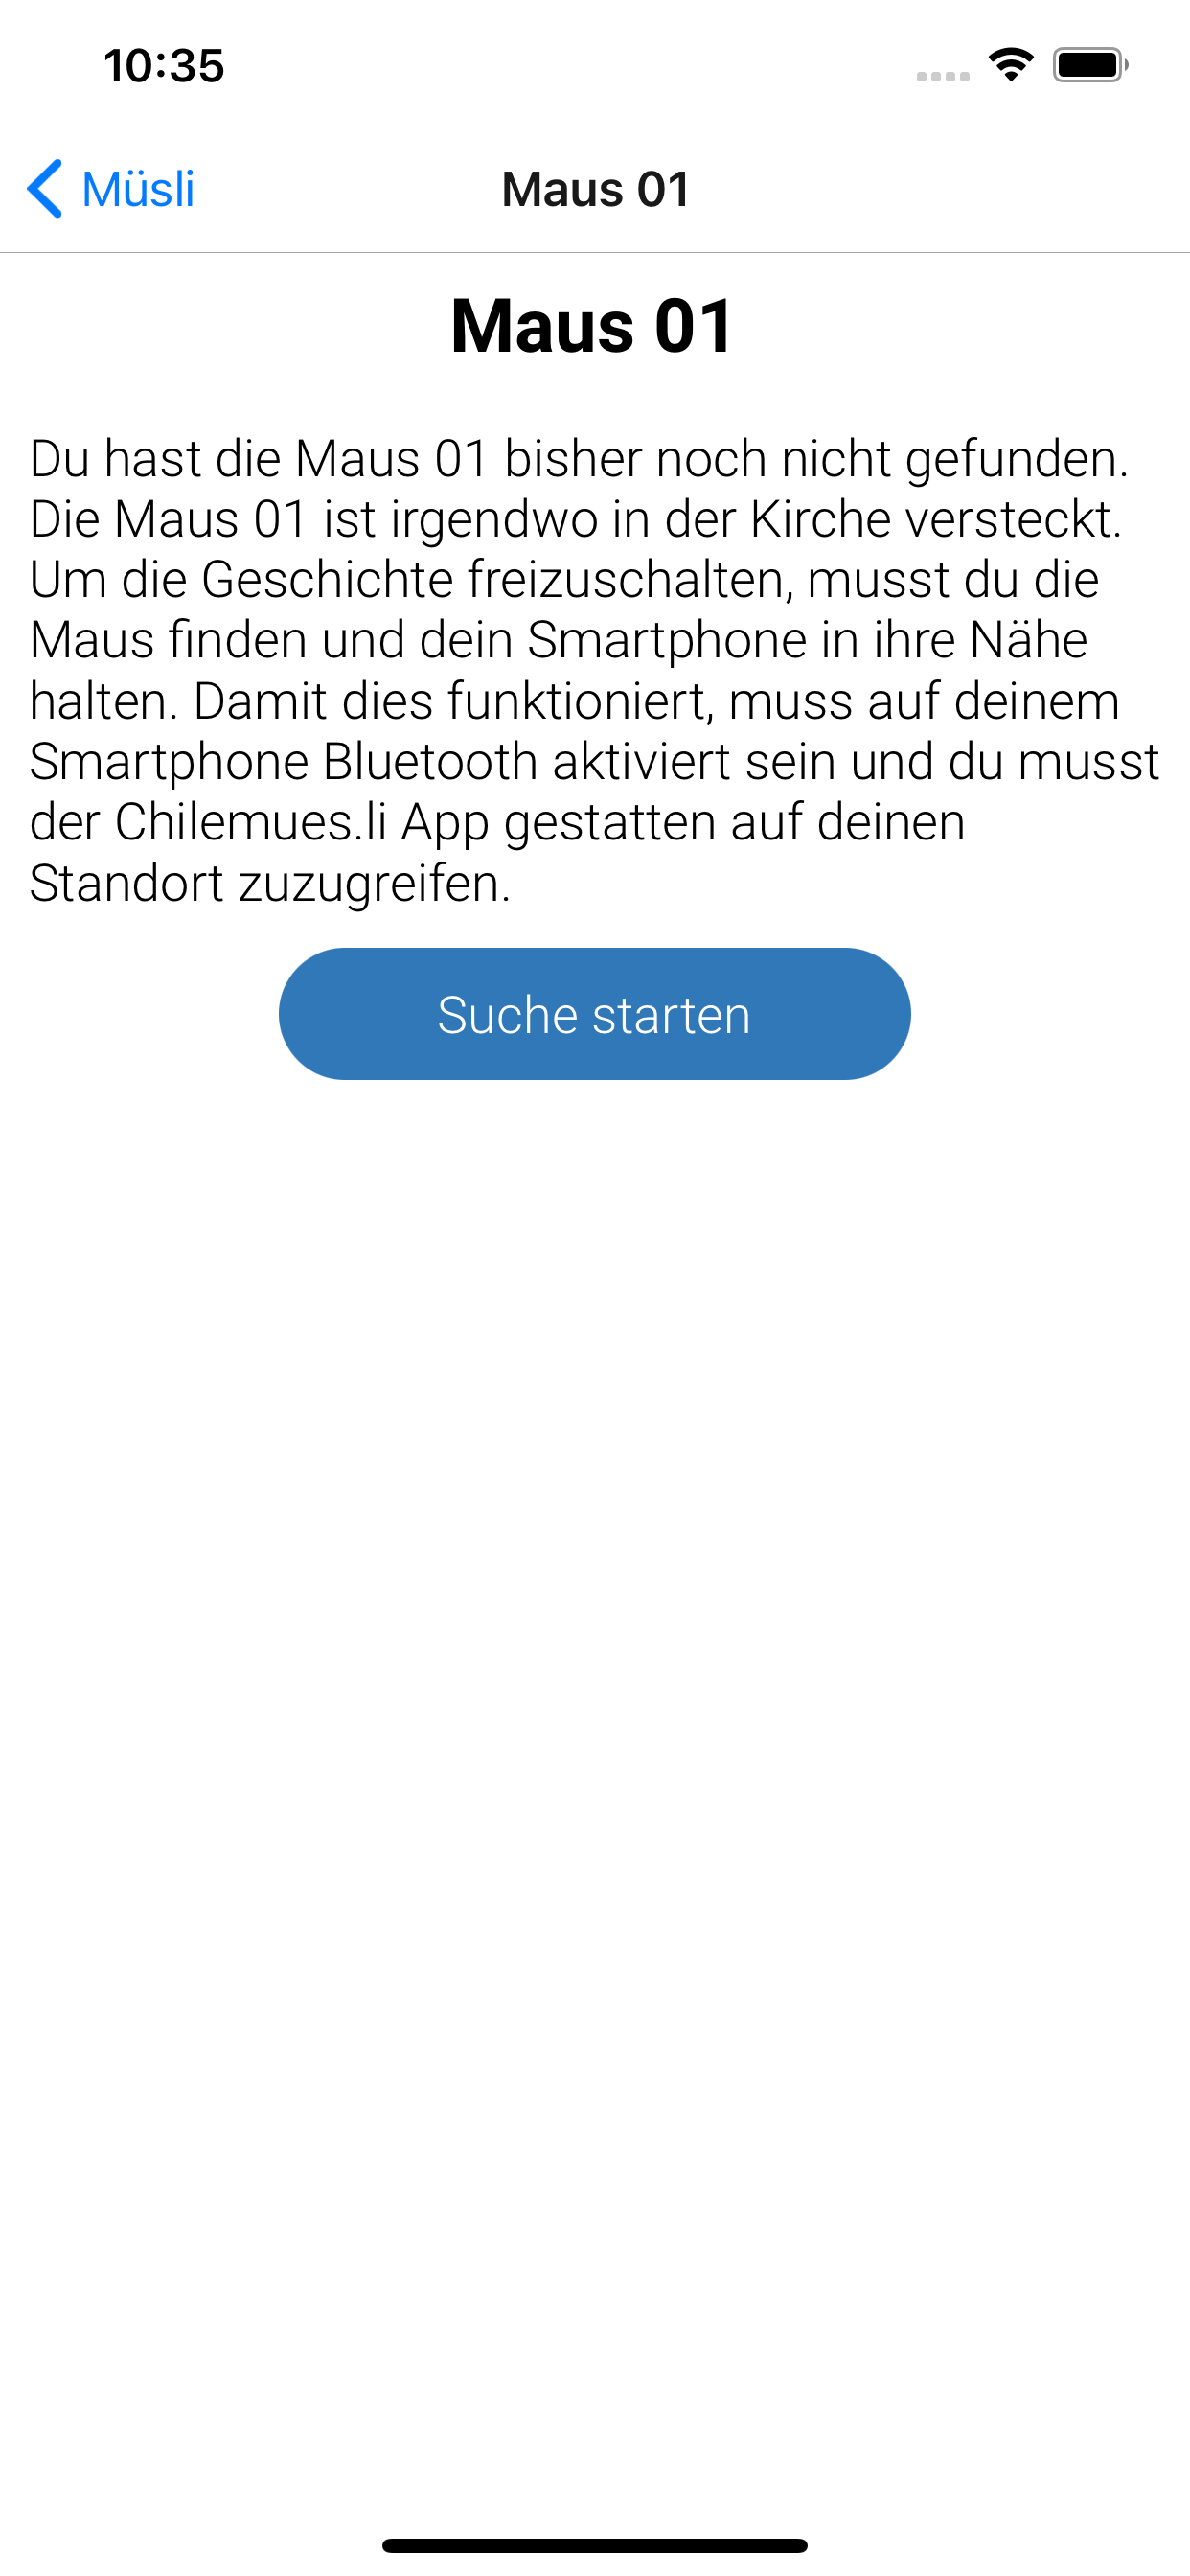 10:35
Müsli
Maus 01
Maus 01
Du hast die Maus 01 bisher noch nicht gefunden.
Die Maus 01 ist irgendwo in der Kirche versteckt.
Um die Geschichte freizuschalten, musst du die
Maus finden und dein Smartphone in ihre Nähe
halten. Damit dies funktioniert, muss auf deinem
Smartphone Bluetooth aktiviert sein und du musst
der Chilemues.li App gestatten auf deinen
Standort zuzugreifen.
Suche starten